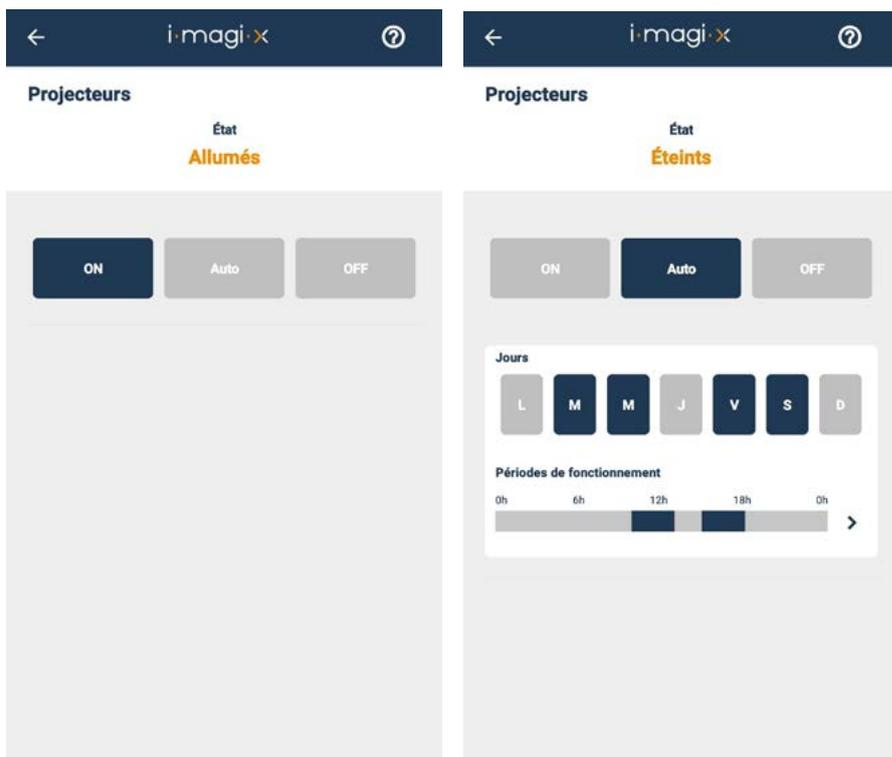 i·magi·x
Projecteurs
État
Allumés
ON Auto OFF
i·magi·x
Projecteurs
État
Éteints
ON Auto OFF
Jours
L M M J V S D
Périodes de fonctionnement
0h 6h 12h 18h 0h